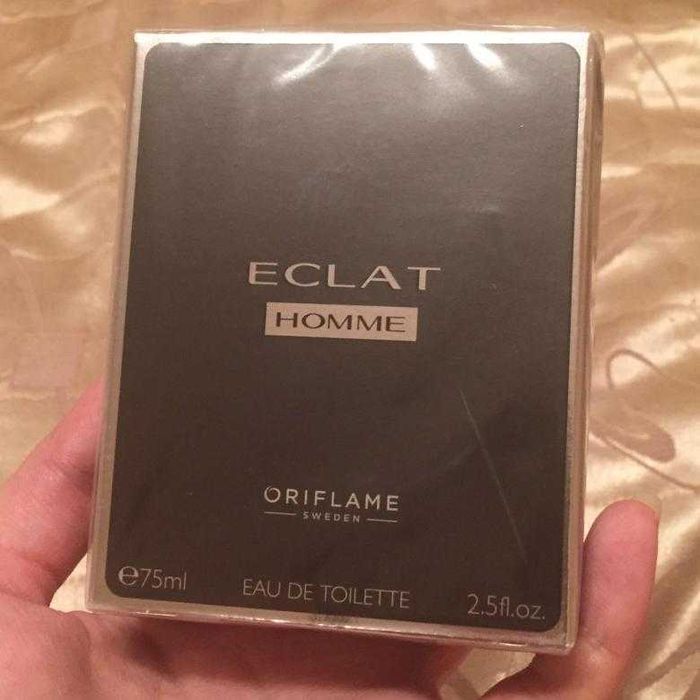 ECLAT
HOMME
ORIFLAME
SWEDEN
℮75ml EAU DE TOILETTE 2.5fl.oz.